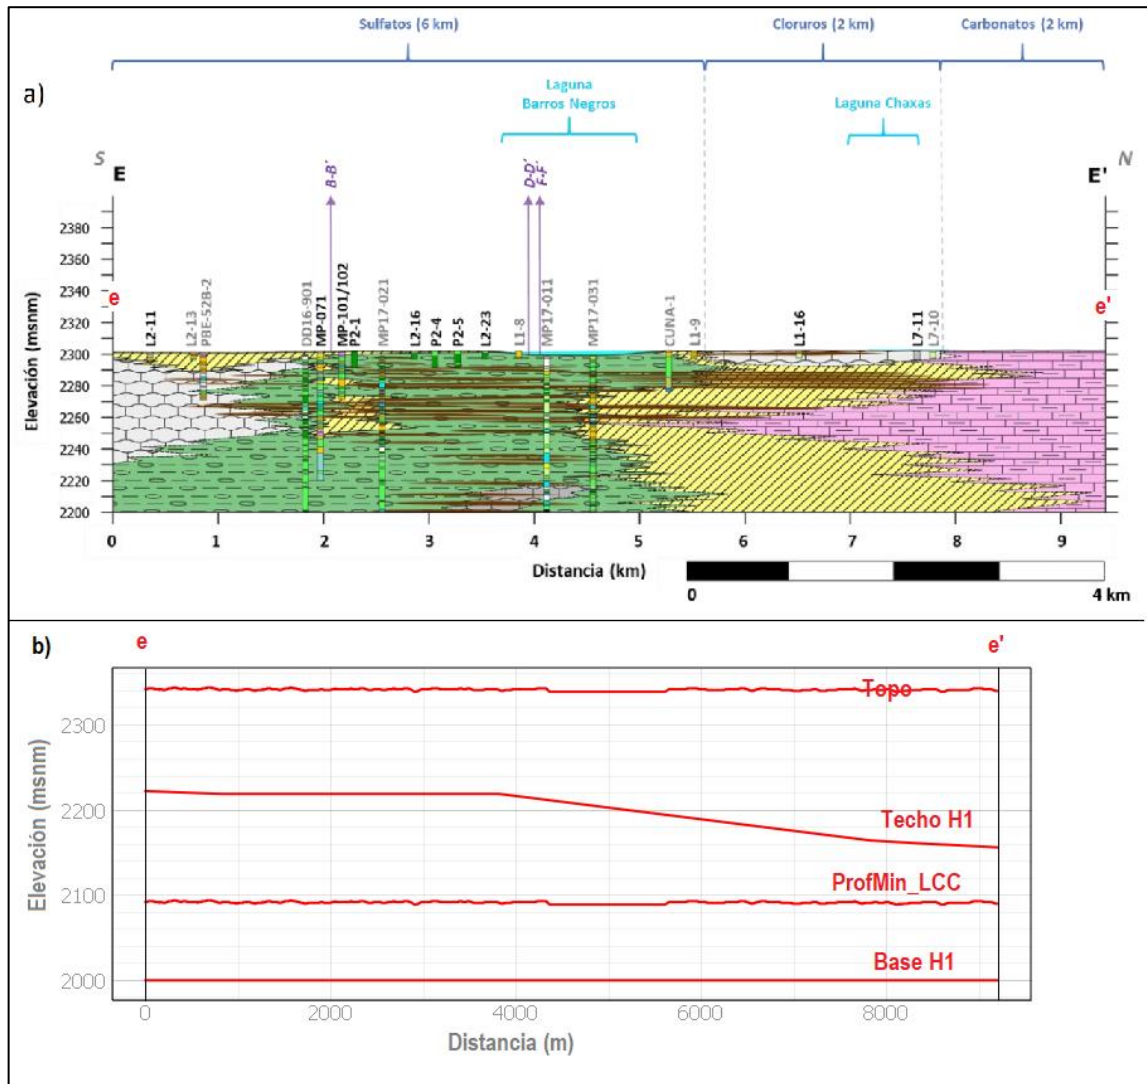 Sulfatos (6 km)
Cloruros (2 km)
Carbonatos (2 km)
a)
Laguna
Barros Negros
Laguna Chaxas
S
E
B-B´
D-D´
F-F´
E'
N
Elevación (msnm)
2380
2360
2340
2320
2300
2280
2260
2240
2220
2200
e
L2-11
L2-13
PBE-52B-2
DD16-901
MP-071
MP-101/102
P2-1
MP17-021
L2-16
P2-4
P2-5
L2-23
L1-8
MP17-011
MP17-031
CUNA-1
L1-9
L1-16
L7-11
L7-10
e'
0
1
2
3
4
5
6
7
8
9
Distancia (km)
0
4 km
b)
e
e'
Elevación (msnm)
2300
2200
2100
2000
Topo
Techo H1
ProfMin_LCC
Base H1
0
2000
4000
6000
8000
Distancia (m)